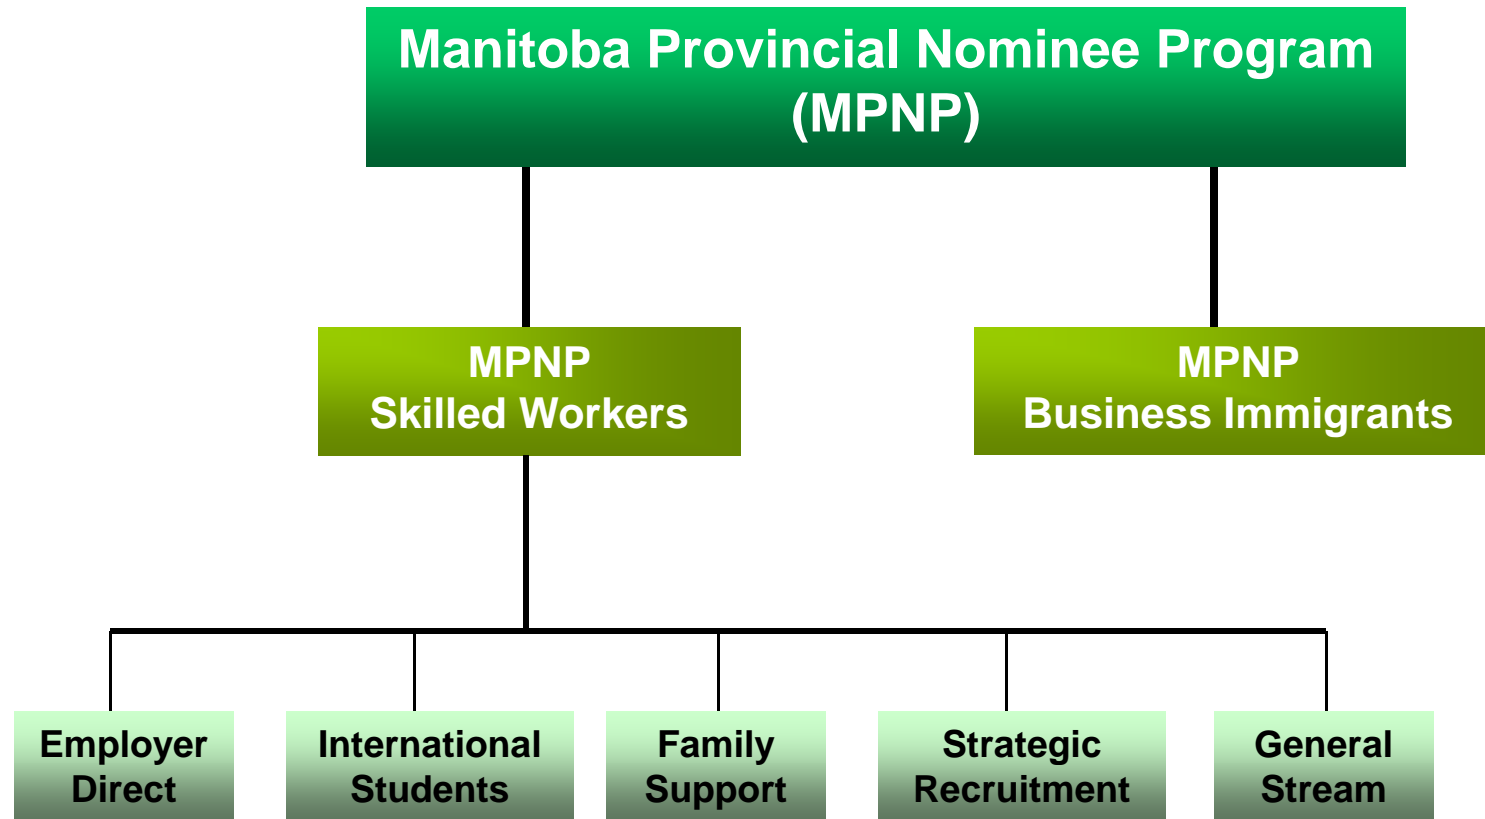 Manitoba Provincial Nominee Program
(MPNP)
MPNP
Skilled Workers
MPNP
Business Immigrants
Employer
Direct
International
Students
Family
Support
Strategic
Recruitment
General
Stream